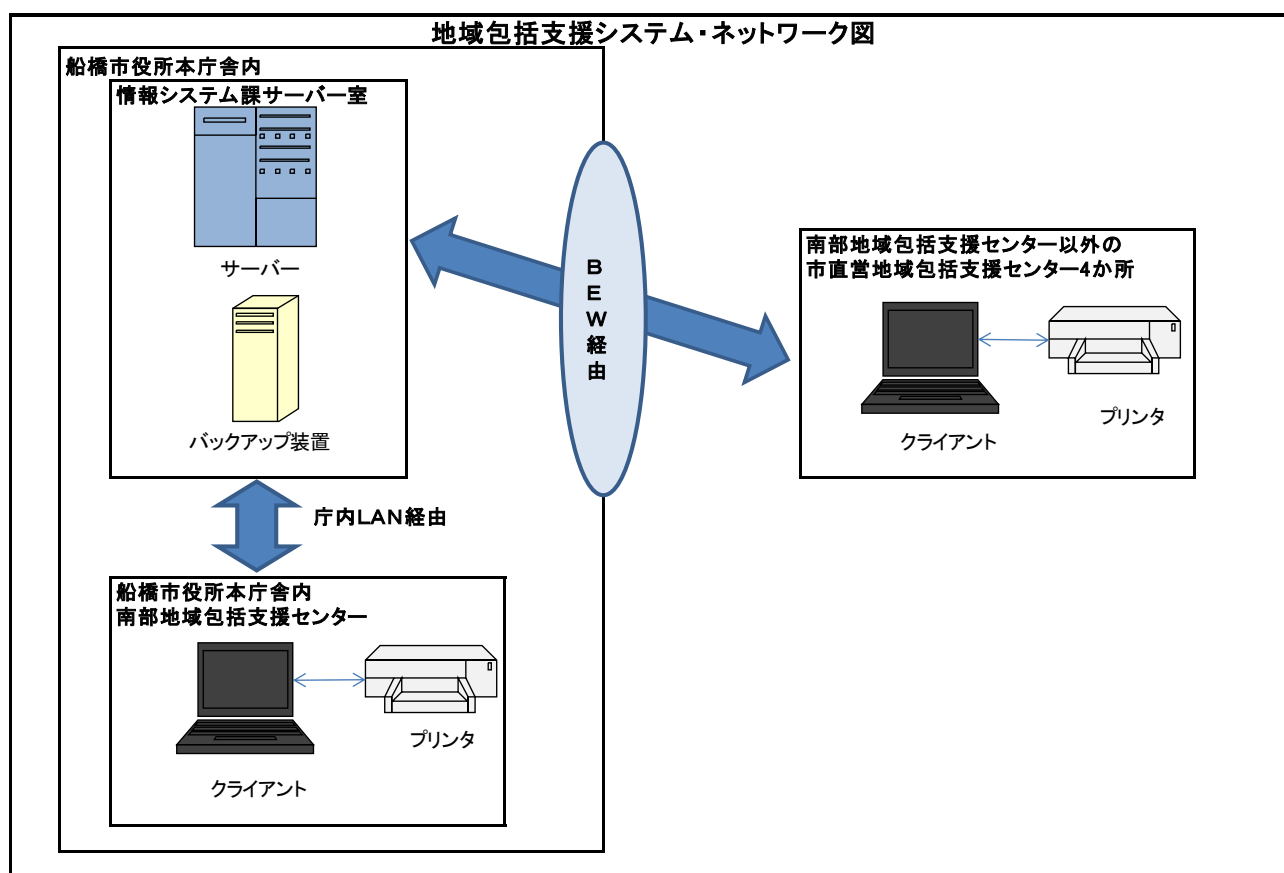 地域包括支援システム・ネットワーク図
船橋市役所本庁舎内
情報システム課サーバー室
サーバー
バックアップ装置
庁内LAN経由
船橋市役所本庁舎内
南部地域包括支援センター
クライアント
プリンタ
BEW経由
南部地域包括支援センター以外の
市直営地域包括支援センター4か所
クライアント
プリンタ